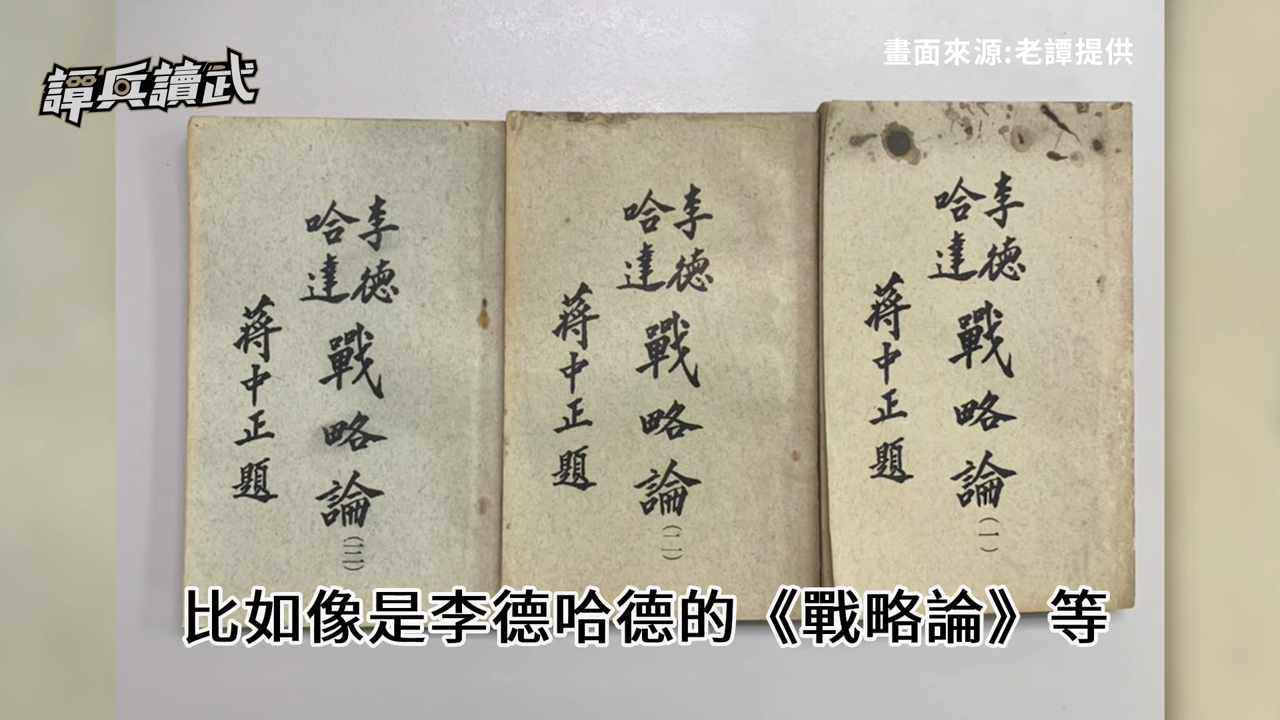 譚兵讀武
畫面來源:老譚提供
李德
哈達
戰略論(一)
蔣中正題
李德
哈達
戰略論(二)
蔣中正題
李德
哈達
戰略論(三)
蔣中正題
比如像是李德哈德的《戰略論》等